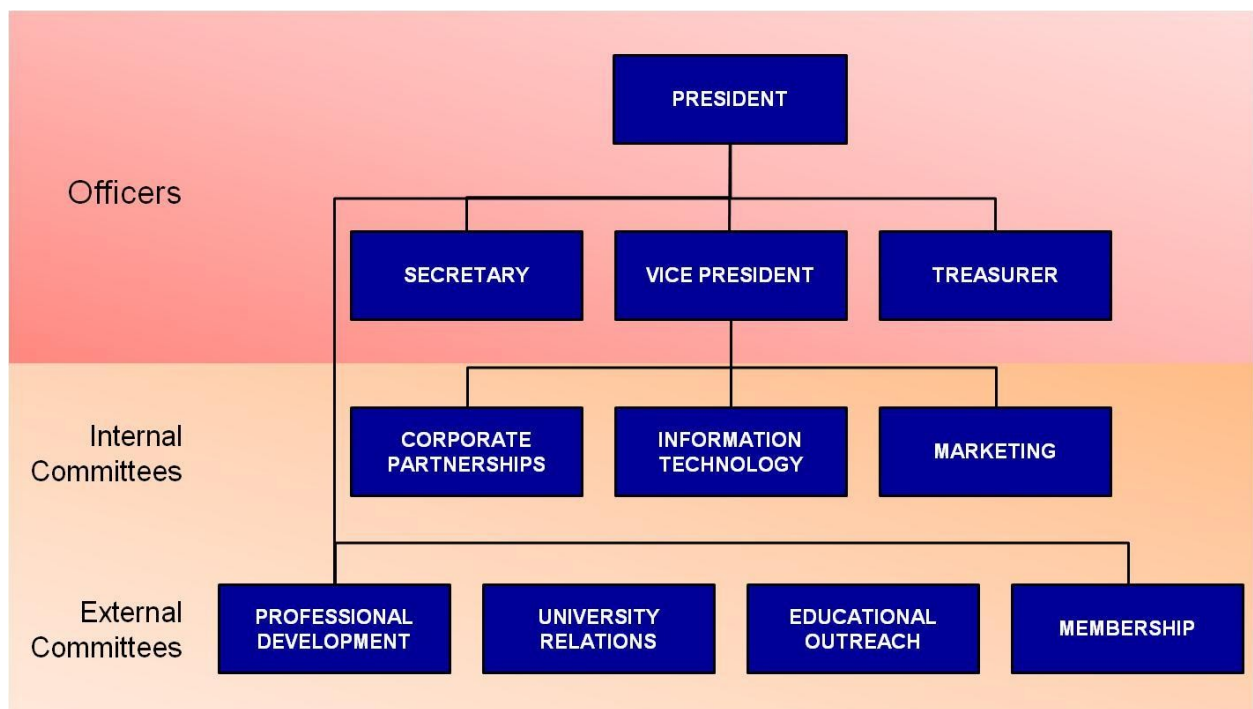 PRESIDENT
Officers
SECRETARY
VICE PRESIDENT
TREASURER
Internal
Committees
CORPORATE
PARTNERSHIPS
INFORMATION
TECHNOLOGY
MARKETING
External
Committees
PROFESSIONAL
DEVELOPMENT
UNIVERSITY
RELATIONS
EDUCATIONAL
OUTREACH
MEMBERSHIP